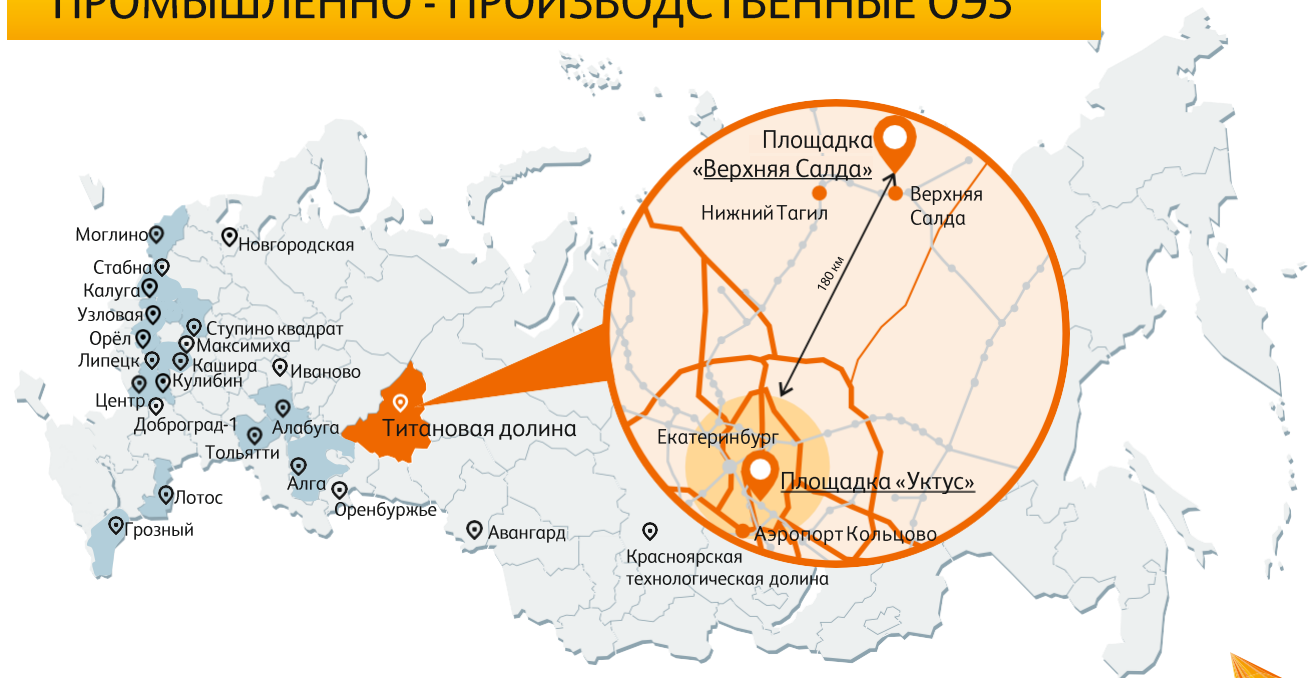 ПРОМЫШЛЕННО - ПРОИЗВОДСТВЕННЫЕ ОЭЗ
Площадка
«Верхняя Салда»
Верхняя
Салда
Нижний Тагил
180 км
Екатеринбург
Площадка «Уктус»
Аэропорт Кольцово
Моглино
Новгородская
Стабна
Калуга
Узловая
Ступино квадрат
Орёл
Максимиха
Липецк
Кашира
Иваново
Кулибин
Центр
Доброград-1
Алабуга
Титановая долина
Тольятти
Алга
Лотос
Оренбуржье
Грозный
Авангард
Красноярская
технологическая долина